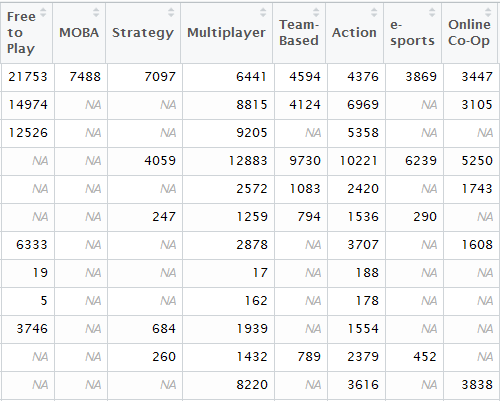 Free to Play MOBA Strategy Multiplayer Team-Based Action e-sports Online Co-Op
21753 7488 7097 6441 4594 4376 3869 3447
14974 NA NA 8815 4124 6969 NA 3105
12526 NA NA 9205 NA 5358 NA NA
NA NA 4059 12883 9730 10221 6239 5250
NA NA NA 2572 1083 2420 NA 1743
NA NA 247 1259 794 1536 290 NA
6333 NA NA 2878 NA 3707 NA 1608
19 NA NA 17 NA 188 NA NA
5 NA NA 162 NA 178 NA NA
3746 NA 684 1939 NA 1554 NA NA
NA NA 260 1432 789 2379 452 NA
NA NA NA 8220 NA 3616 NA 3838